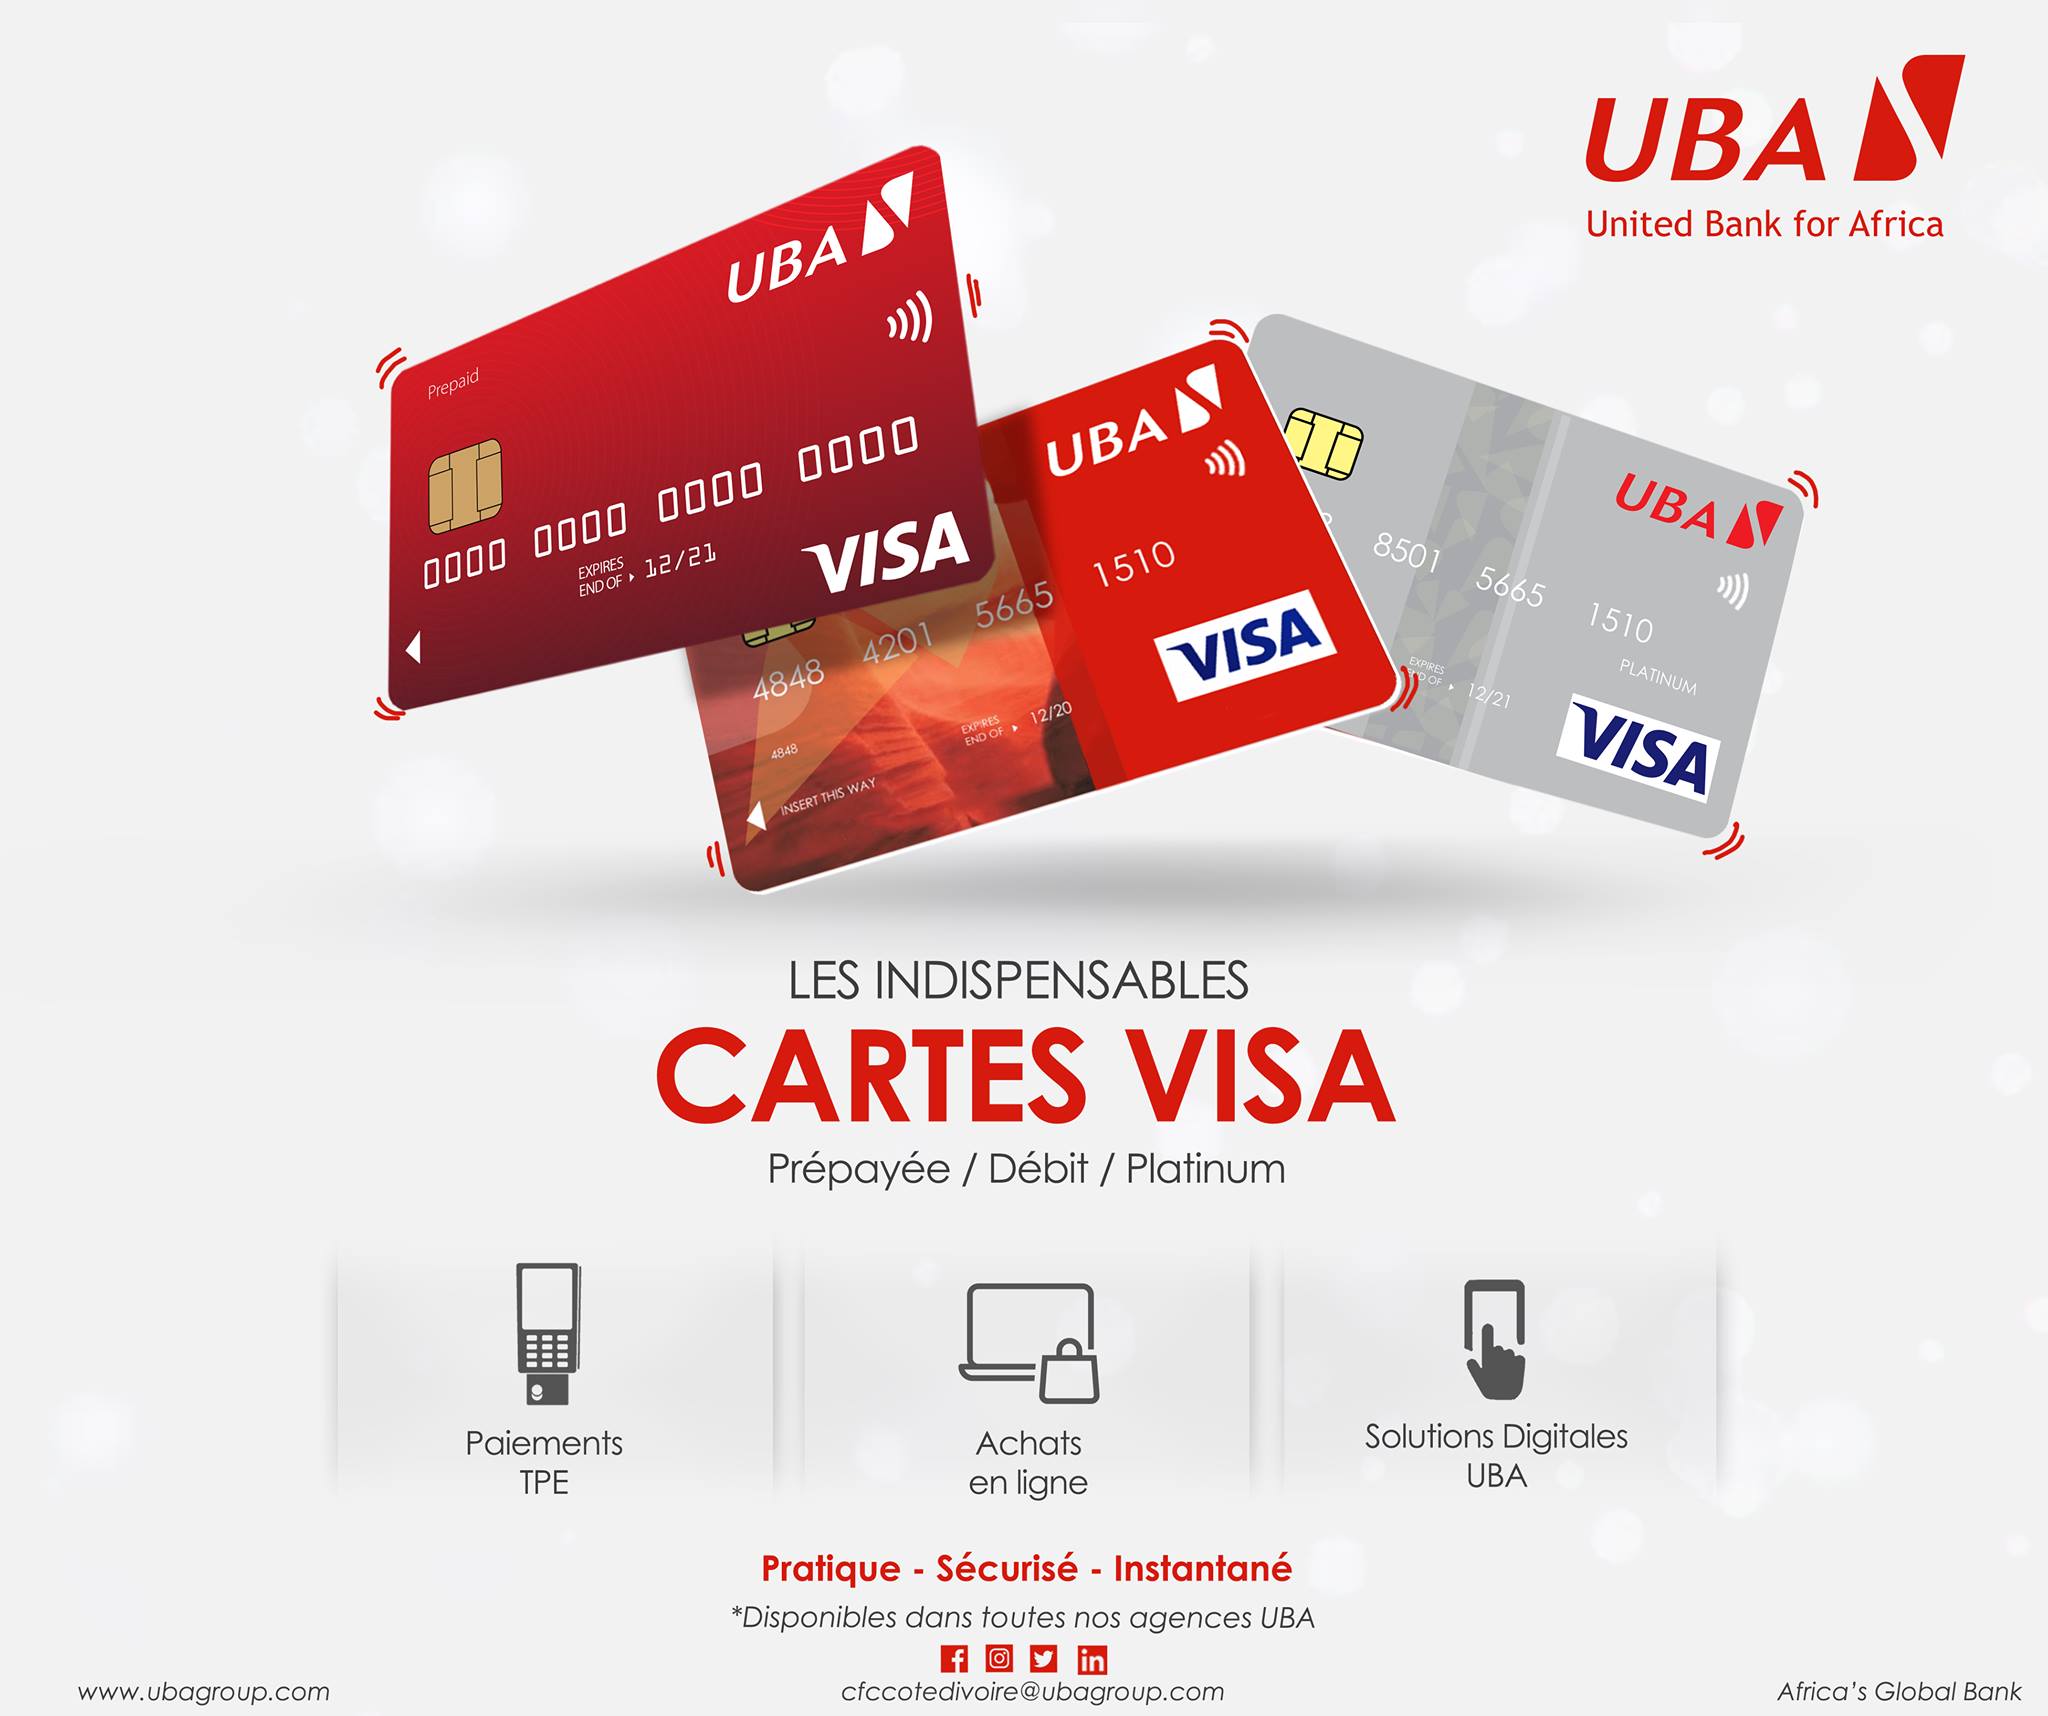 UBA
United Bank for Africa
UBA
Prepaid
0000 0000 0000 0000
EXPIRES
END OF 12/21
VISA
UBA
4848 4201 5665 1510
4848
EXPIRES
END OF 12/20
INSERT THIS WAY
VISA
UBA
8501 5665 1510
PLATINUM
EXPIRES
12/21
VISA
LES INDISPENSABLES
CARTES VISA
Prépayée / Débit / Platinum
Paiements
TPE
Achats
en ligne
Solutions Digitales
UBA
Pratique - Sécurisé - Instantané
*Disponibles dans toutes nos agences UBA
www.ubagroup.com
cfccotedivoire@ubagroup.com
Africa's Global Bank